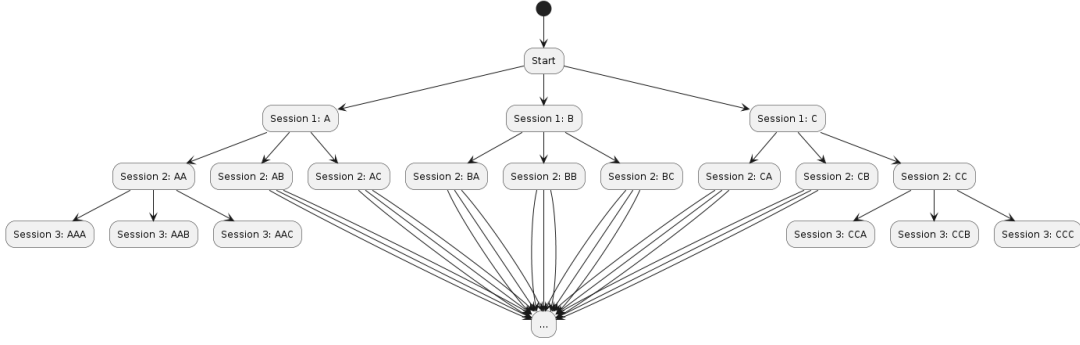 Start
Session 1: A
Session 1: B
Session 1: C
Session 2: AA
Session 2: AB
Session 2: AC
Session 2: BA
Session 2: BB
Session 2: BC
Session 2: CA
Session 2: CB
Session 2: CC
Session 3: AAA
Session 3: AAB
Session 3: AAC
Session 3: CCA
Session 3: CCB
Session 3: CCC
...